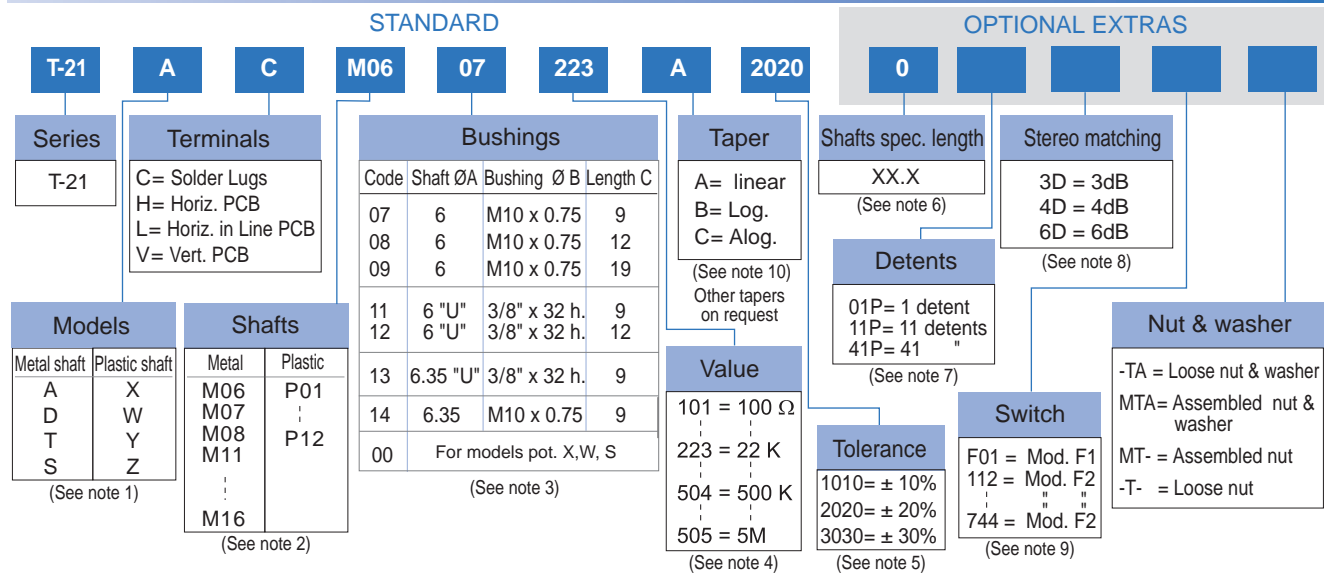 STANDARD
OPTIONAL EXTRAS
T-21 A C M06 07 223 A 2020 0
Series
T-21
Terminals
C= Solder Lugs
H= Horiz. PCB
L= Horiz. in Line PCB
V= Vert. PCB
Bushings
Code Shaft ØA Bushing Ø B Length C
07 6 M10 x 0.75 9
08 6 M10 x 0.75 12
09 6 M10 x 0.75 19
11 6 "U" 3/8" x 32 h. 9
12 6 "U" 3/8" x 32 h. 12
13 6.35 "U" 3/8" x 32 h. 9
14 6.35 M10 x 0.75 9
00 For models pot. X,W, S
(See note 3)
Taper
A= linear
B= Log.
C= Alog.
(See note 10)
Other tapers
on request
Shafts spec. length
XX.X
(See note 6)
Stereo matching
3D = 3dB
4D = 4dB
6D = 6dB
(See note 8)
Detents
01P= 1 detent
11P= 11 detents
41P= 41 "
(See note 7)
Models
Metal shaft Plastic shaft
A X
D W
T Y
S Z
(See note 1)
Shafts
Metal Plastic
M06 P01
M07
M08 P12
M11
M16
(See note 2)
Value
101 = 100 Ω
223 = 22 K
504 = 500 K
505 = 5M
(See note 4)
Tolerance
1010= ± 10%
2020= ± 20%
3030= ± 30%
(See note 5)
Switch
F01 = Mod. F1
112 = Mod. F2
" "
744 = Mod. F2
(See note 9)
Nut & washer
-TA = Loose nut & washer
MTA= Assembled nut &
washer
MT- = Assembled nut
-T- = Loose nut